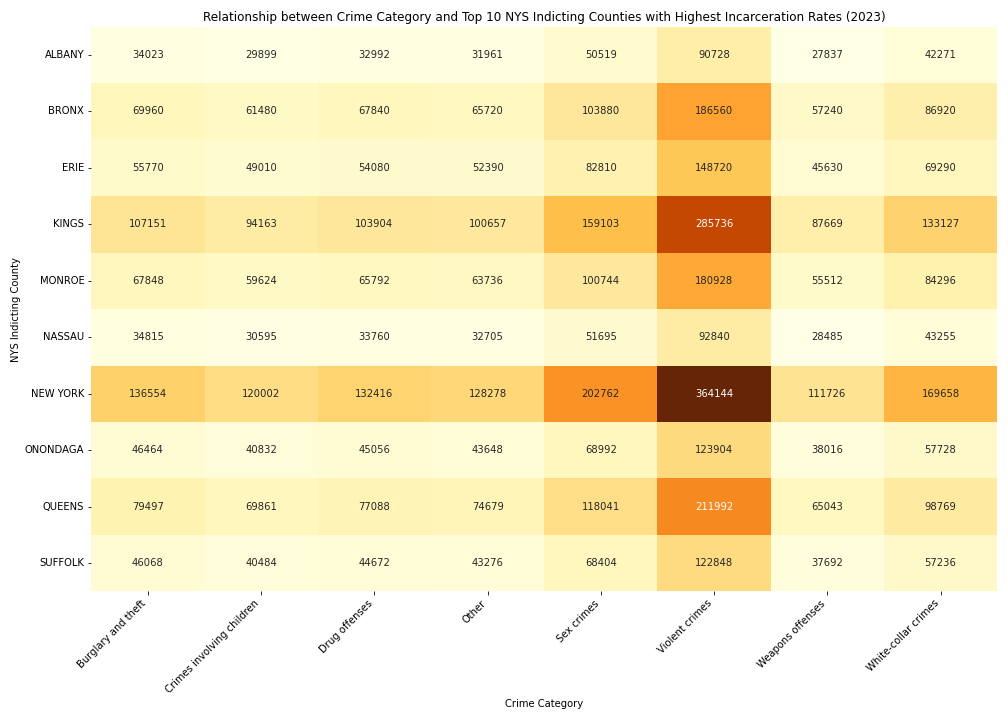 Relationship between Crime Category and Top 10 NYS Indicting Counties with Highest Incarceration Rates (2023)
NYS Indicting County
ALBANY 34023 29899 32992 31961 50519 90728 27837 42271
BRONX 69960 61480 67840 65720 103880 186560 57240 86920
ERIE 55770 49010 54080 52390 82810 148720 45630 69290
KINGS 107151 94163 103904 100657 159103 285736 87669 133127
MONROE 67848 59624 65792 63736 100744 180928 55512 84296
NASSAU 34815 30595 33760 32705 51695 92840 28485 43255
NEW YORK 136554 120002 132416 128278 202762 364144 111726 169658
ONONDAGA 46464 40832 45056 43648 68992 123904 38016 57728
QUEENS 79497 69861 77088 74679 118041 211992 65043 98769
SUFFOLK 46068 40484 44672 43276 68404 122848 37692 57236
Burglary and theft
Crimes involving children
Drug offenses
Other
Sex crimes
Violent crimes
Weapons offenses
White-collar crimes
Crime Category